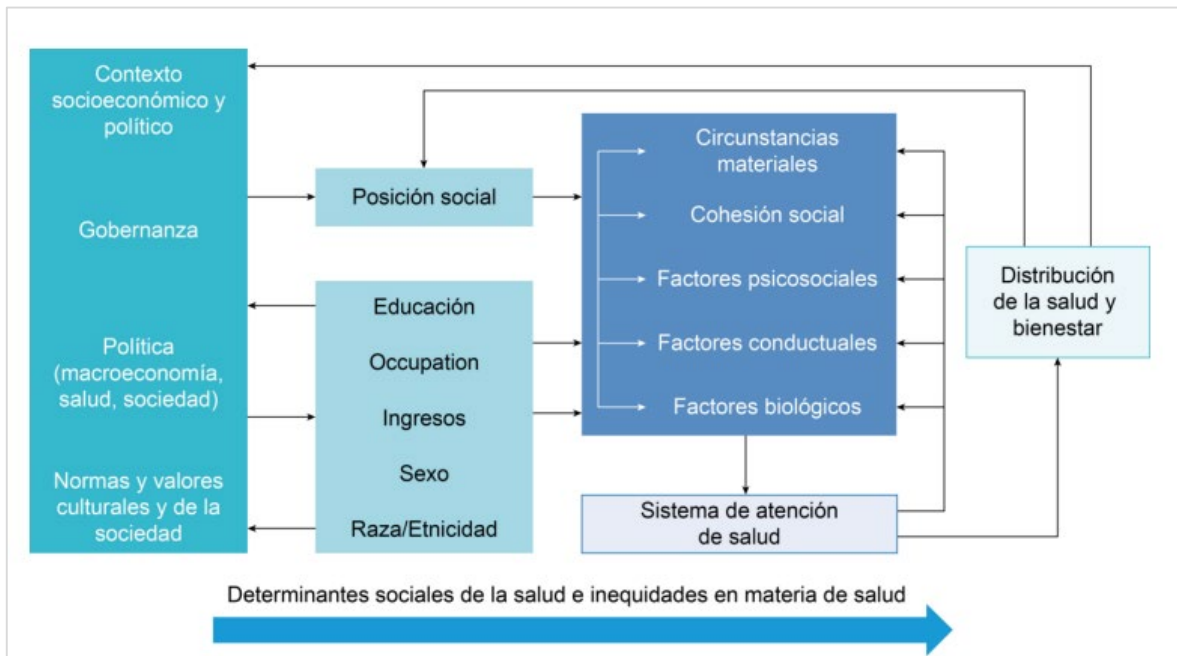 Contexto
socioeconómico y
político
Gobernanza
Política
(macroeconomía,
salud, sociedad)
Normas y valores
culturales y de la
sociedad
Posición social
Educación
Occupation
Ingresos
Sexo
Raza/Etnicidad
Circunstancias
materiales
Cohesión social
Factores psicosociales
Factores conductuales
Factores biológicos
Sistema de atención
de salud
Distribución
de la salud y
bienestar
Determinantes sociales de la salud e inequidades en materia de salud